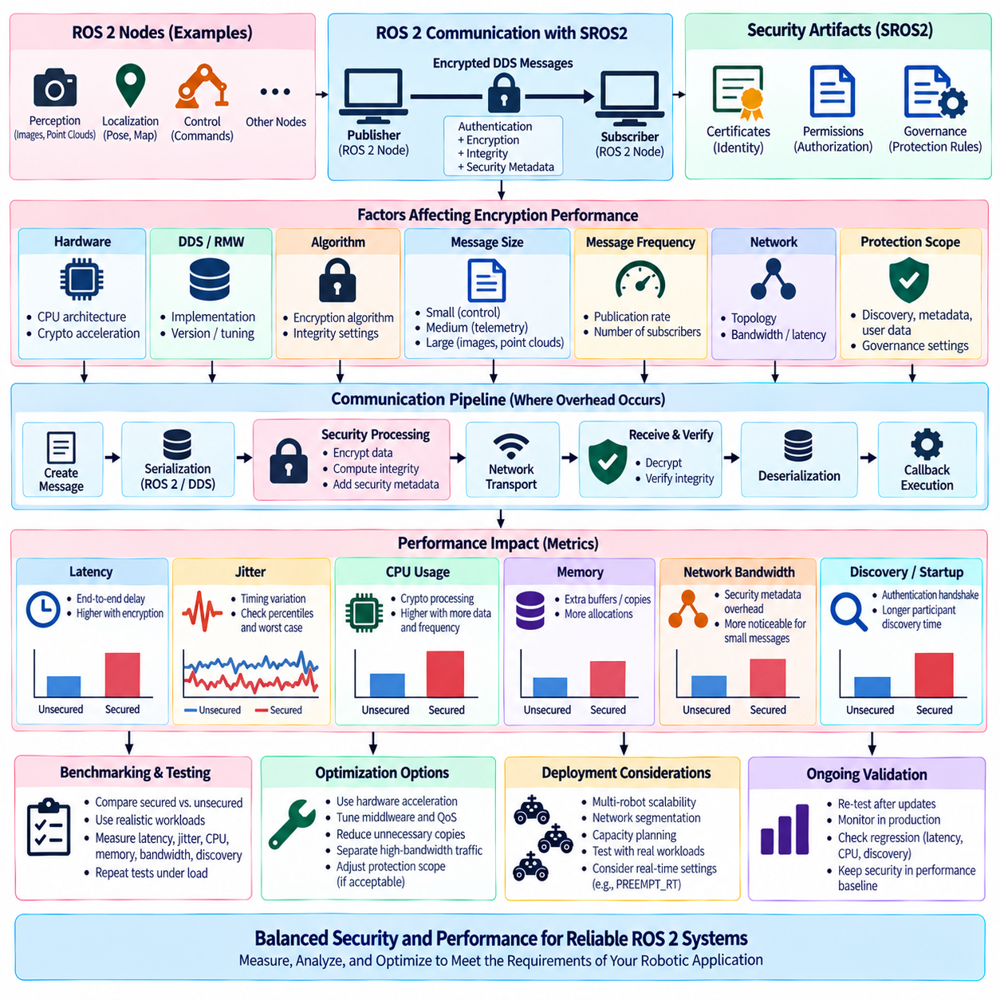 ROS 2 Nodes (Examples)
Perception
(Images, Point Clouds)
Localization
(Pose, Map)
Control
(Commands)
Other Nodes
ROS 2 Communication with SROS2
Encrypted DDS Messages
Publisher
(ROS 2 Node)
Authentication
+ Encryption
+ Integrity
+ Security Metadata
Subscriber
(ROS 2 Node)
Security Artifacts (SROS2)
Certificates
(Identity)
Permissions
(Authorization)
Governance
(Protection Rules)
Factors Affecting Encryption Performance
Hardware
• CPU architecture
• Crypto acceleration
DDS / RMW
• Implementation
• Version / tuning
Algorithm
• Encryption algorithm
• Integrity settings
Message Size
• Small (control)
• Medium (telemetry)
• Large (images, point clouds)
Message Frequency
• Publication rate
• Number of subscribers
Network
• Topology
• Bandwidth / latency
Protection Scope
• Discovery, metadata,
user data
• Governance settings
Communication Pipeline (Where Overhead Occurs)
Create
Message
Serialization
(ROS 2 / DDS)
Security Processing
• Encrypt data
• Compute integrity
• Add security metadata
Network
Transport
Receive & Verify
• Decrypt
• Verify integrity
Deserialization
Callback
Execution
Performance Impact (Metrics)
Latency
• End-to-end delay
• Higher with encryption
Unsecured
Secured
Jitter
• Timing variation
• Check percentiles
and worst case
Unsecured
Secured
CPU Usage
• Crypto processing
• Higher with more data
and frequency
Unsecured
Secured
Memory
• Extra buffers / copies
• More allocations
Unsecured
Secured
Network Bandwidth
• Security metadata
overhead
• More noticeable for
small messages
Unsecured
Secured
Discovery / Startup
• Authentication handshake
• Longer participant
discovery time
Unsecured
Secured
Benchmarking & Testing
• Compare secured vs. unsecured
• Use realistic workloads
• Measure latency, jitter, CPU,
memory, bandwidth, discovery
• Repeat tests under load
Optimization Options
• Use hardware acceleration
• Tune middlware and QoS
• Reduce unnecessary copies
• Separate high-bandwidth traffic
• Adjust protection scope
(if acceptable)
Deployment Considerations
• Multi-robot scalability
• Network segmentation
• Capacity planning
• Test with real workloads
• Consider real-time settings
(e.g., PREEMPT_RT)
Ongoing Validation
• Re-test after updates
• Monitor in production
• Check regression (latency,
CPU, discovery)
• Keep security in performance
baseline
Balanced Security and Performance for Reliable ROS 2 Systems
Measure, Analyze, and Optimize to Meet the Requirements of Your Robotic Application